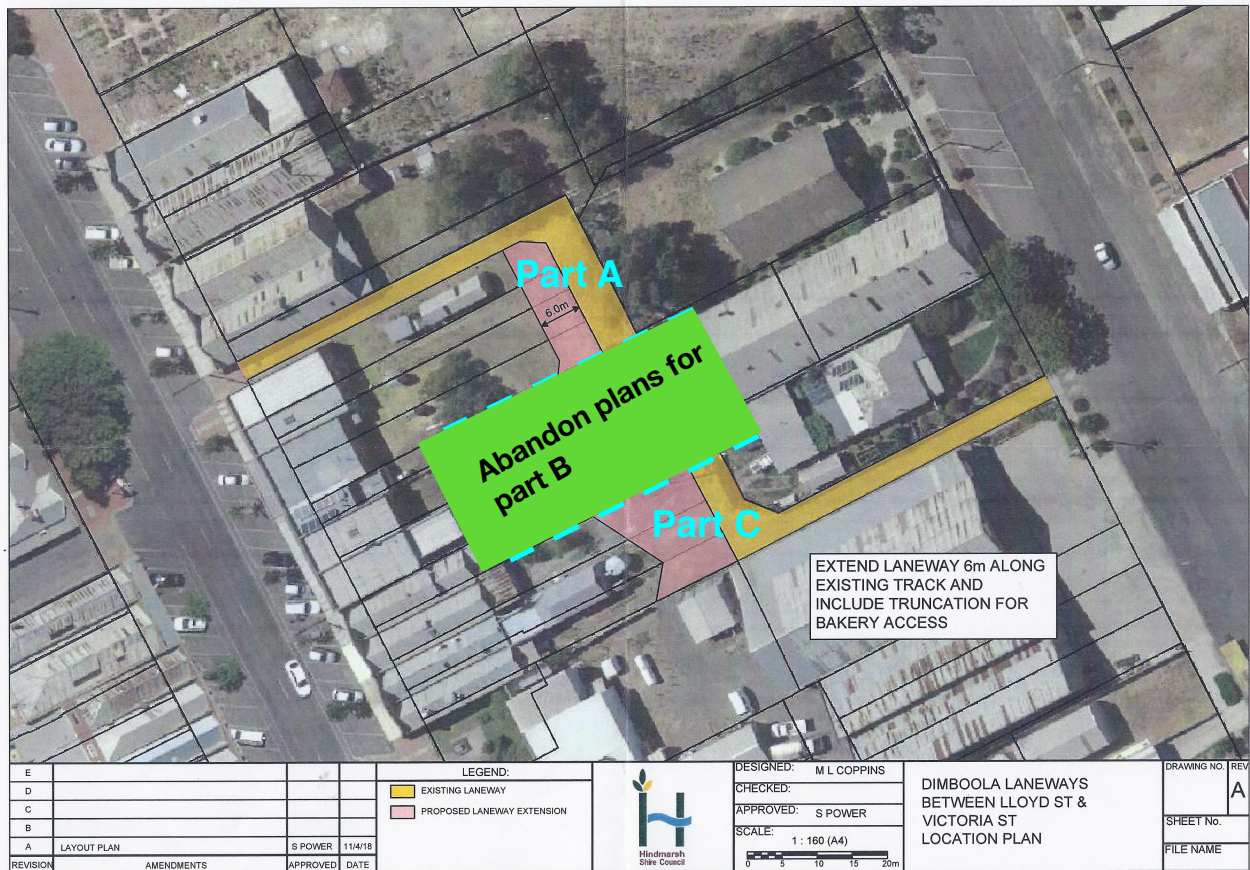 Part A
6.0m
Abandon plans for
part B
Part C
EXTEND LANEWAY 6m ALONG
EXISTING TRACK AND
INCLUDE TRUNCATION FOR
BAKERY ACCESS
E
D
C
B
A LAYOUT PLAN S POWER 11/4/18
REVISION AMENDMENTS APPROVED DATE
LEGEND:
EXISTING LANEWAY
PROPOSED LANEWAY EXTENSION
Hindmarsh
Shire Council
DESIGNED: M L COPPINS
CHECKED:
APPROVED: S POWER
SCALE:
1 : 160 (A4)
0 5 10 15 20m
DIMBOOLA LANEWAYS
BETWEEN LLOYD ST &
VICTORIA ST
LOCATION PLAN
DRAWING NO. REV
A
SHEET No.
FILE NAME